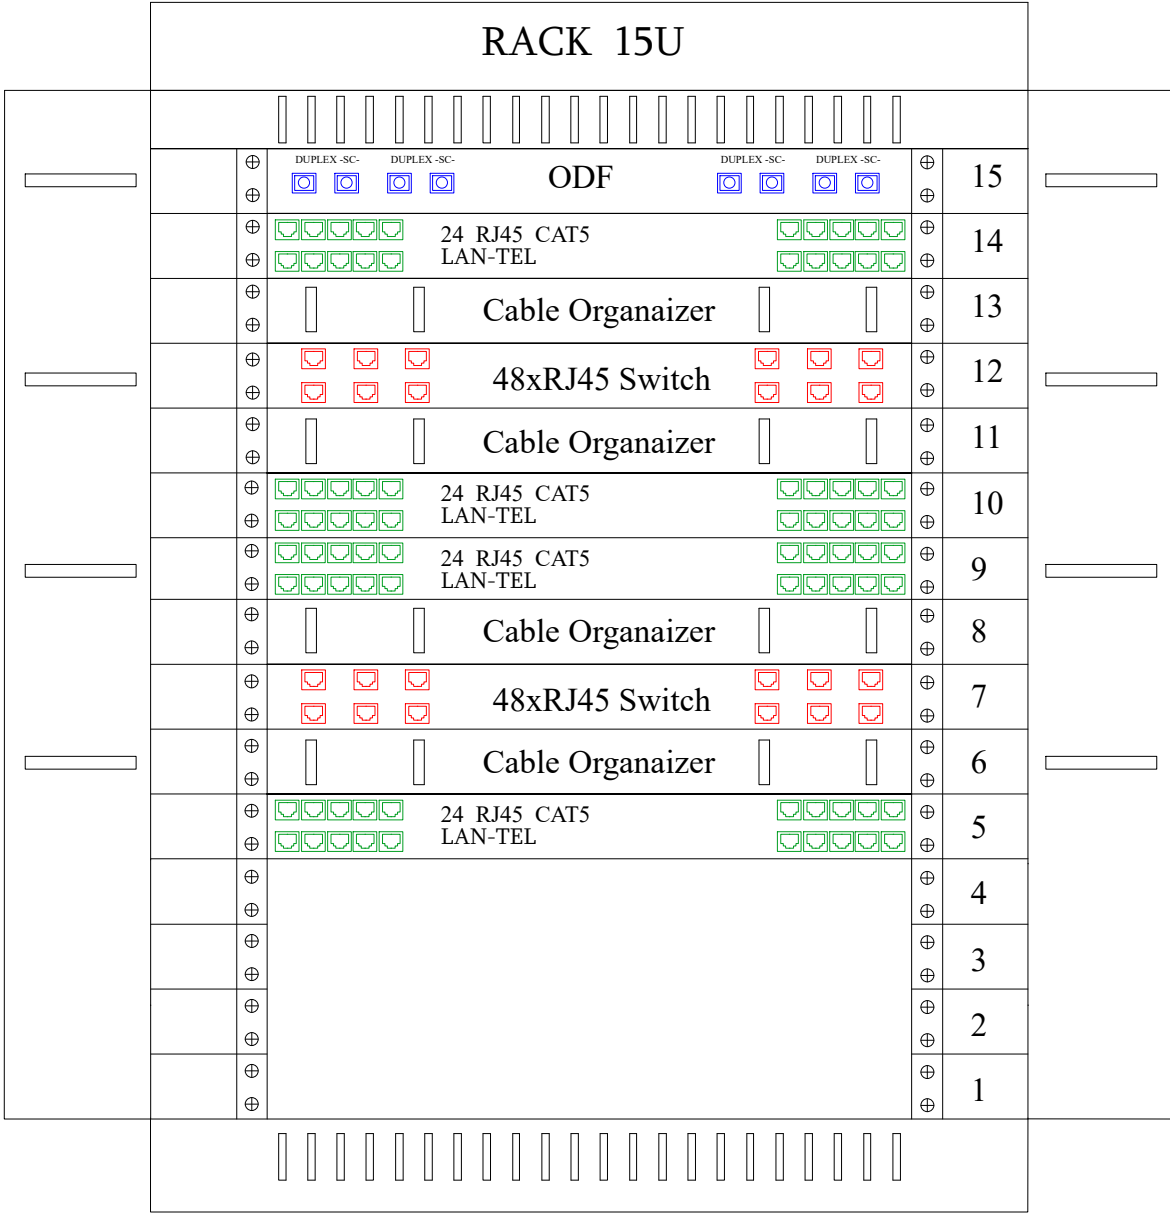 RACK 15U
DUPLEX -SC- DUPLEX -SC- ODF DUPLEX -SC- DUPLEX -SC- 15
24 RJ45 CAT5
LAN-TEL
14
Cable Organaizer 13
48xRJ45 Switch 12
Cable Organaizer 11
24 RJ45 CAT5
LAN-TEL
10
24 RJ45 CAT5
LAN-TEL
9
Cable Organaizer 8
48xRJ45 Switch 7
Cable Organaizer 6
24 RJ45 CAT5
LAN-TEL
5
4
3
2
1